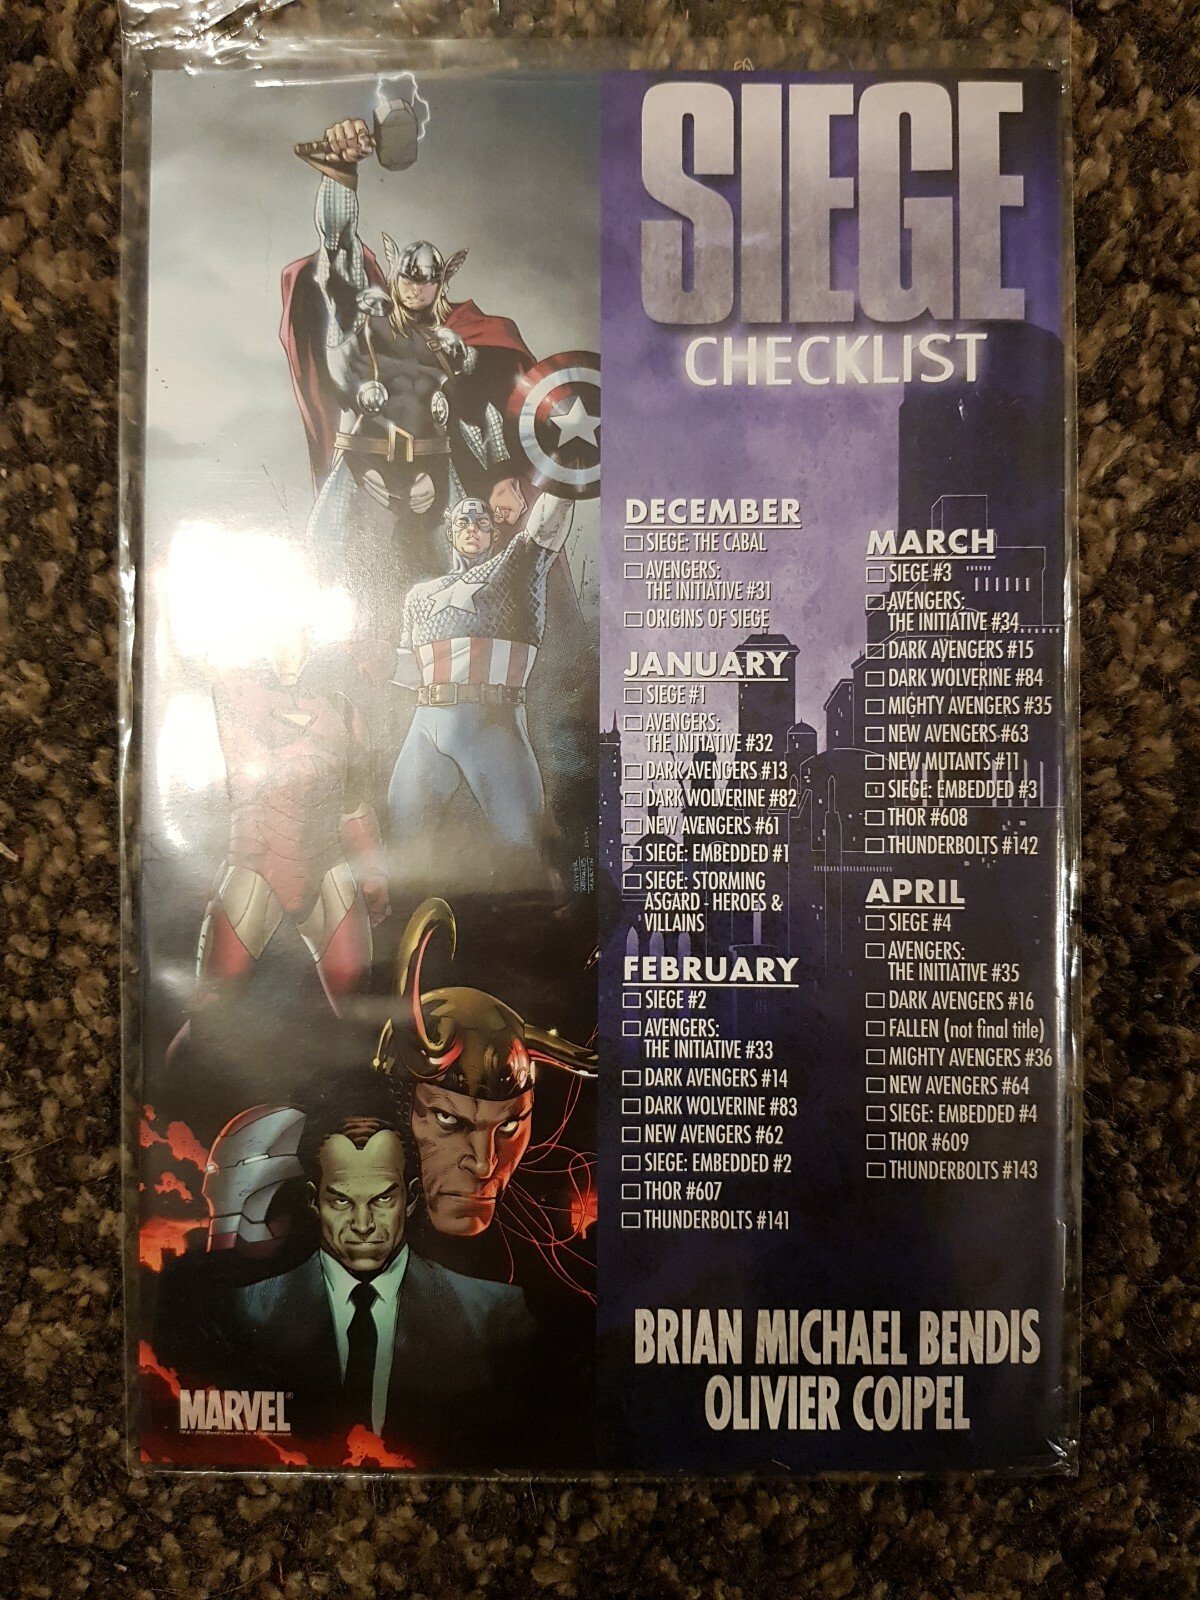 SIEGE
CHECKLIST
DECEMBER
SIEGE: THE CABAL
AVENGERS:
THE INITIATIVE #31
ORIGINS OF SIEGE
JANUARY
SIEGE #1
AVENGERS:
THE INITIATIVE #32
DARK AVENGERS #13
DARK WOLVERINE #82
NEW AVENGERS #61
SIEGE: EMBEDDED #1
SIEGE: STORMING
ASGARD - HEROES &
VILLAINS
FEBRUARY
SIEGE #2
AVENGERS:
THE INITIATIVE #33
DARK AVENGERS #14
DARK WOLVERINE #83
NEW AVENGERS #62
SIEGE: EMBEDDED #2
THOR #607
THUNDERBOLTS #141
MARCH
SIEGE #3
AVENGERS:
THE INITIATIVE #34
DARK AVENGERS #15
DARK WOLVERINE #84
MIGHTY AVENGERS #35
NEW AVENGERS #63
NEW MUTANTS #11
SIEGE: EMBEDDED #3
THOR #608
THUNDERBOLTS #142
APRIL
SIEGE #4
AVENGERS:
THE INITIATIVE #35
DARK AVENGERS #16
FALLEN (not final title)
MIGHTY AVENGERS #36
NEW AVENGERS #64
SIEGE: EMBEDDED #4
THOR #609
THUNDERBOLTS #143
BRIAN MICHAEL BENDIS
OLIVIER COIPEL
A
OLIVIER
MORALES
MARTIN
MARVEL®